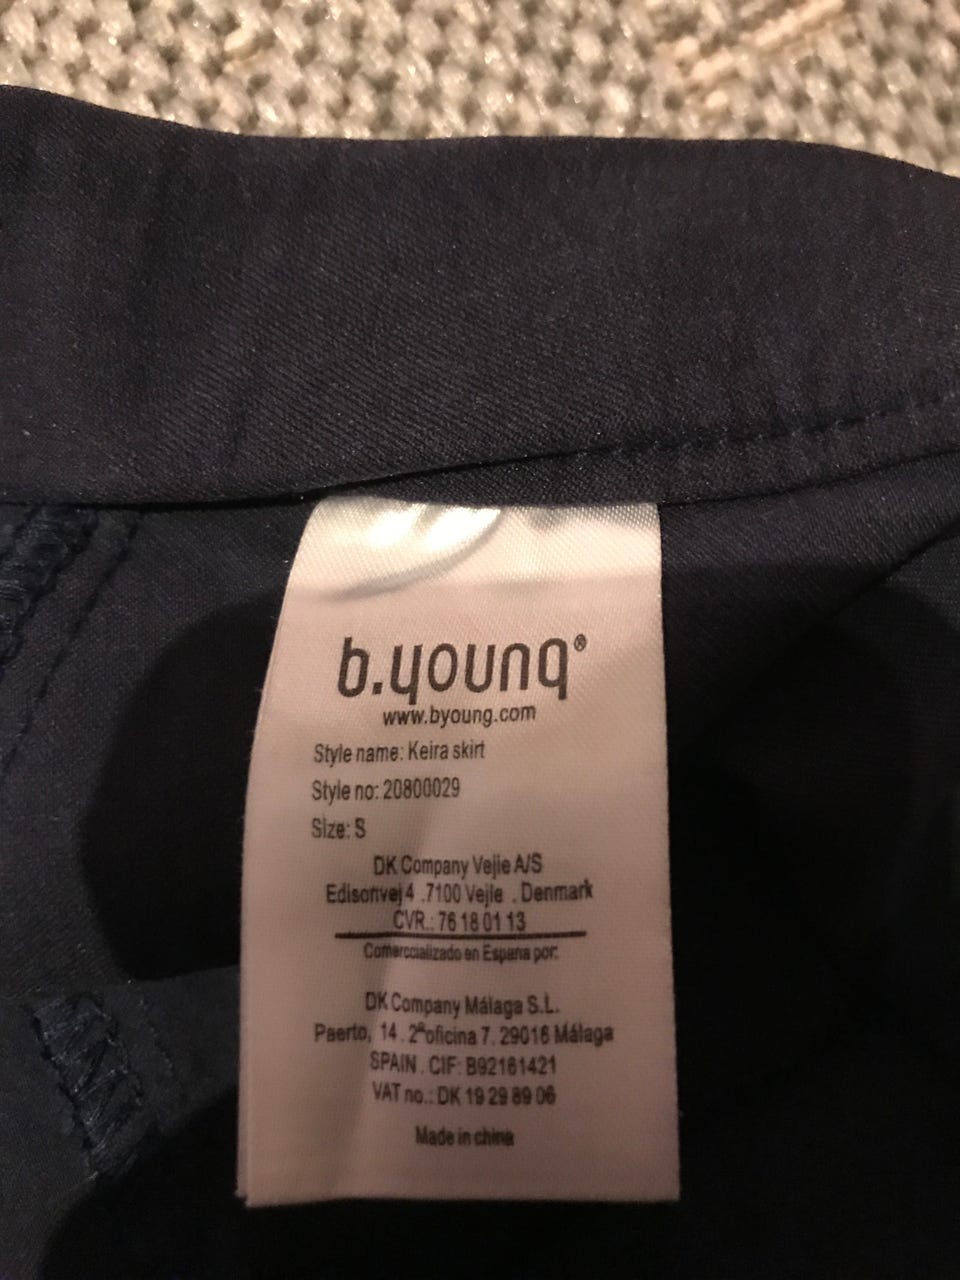 b.young®
www.byoung.com
Style name: Keira skirt
Style no: 20800029
Size: S
DK Company Vejle A/S
Edisonvej 4 .7100 Vejle . Denmark
CVR.: 76 18 01 13
Comerccializado en Espana por:
DK Company Málaga S.L.
Paerto, 14 . 2ªoficina 7. 29016 Málaga
SPAIN . CIF: B92161421
VAT no.: DK 19 29 89 06
Made in china